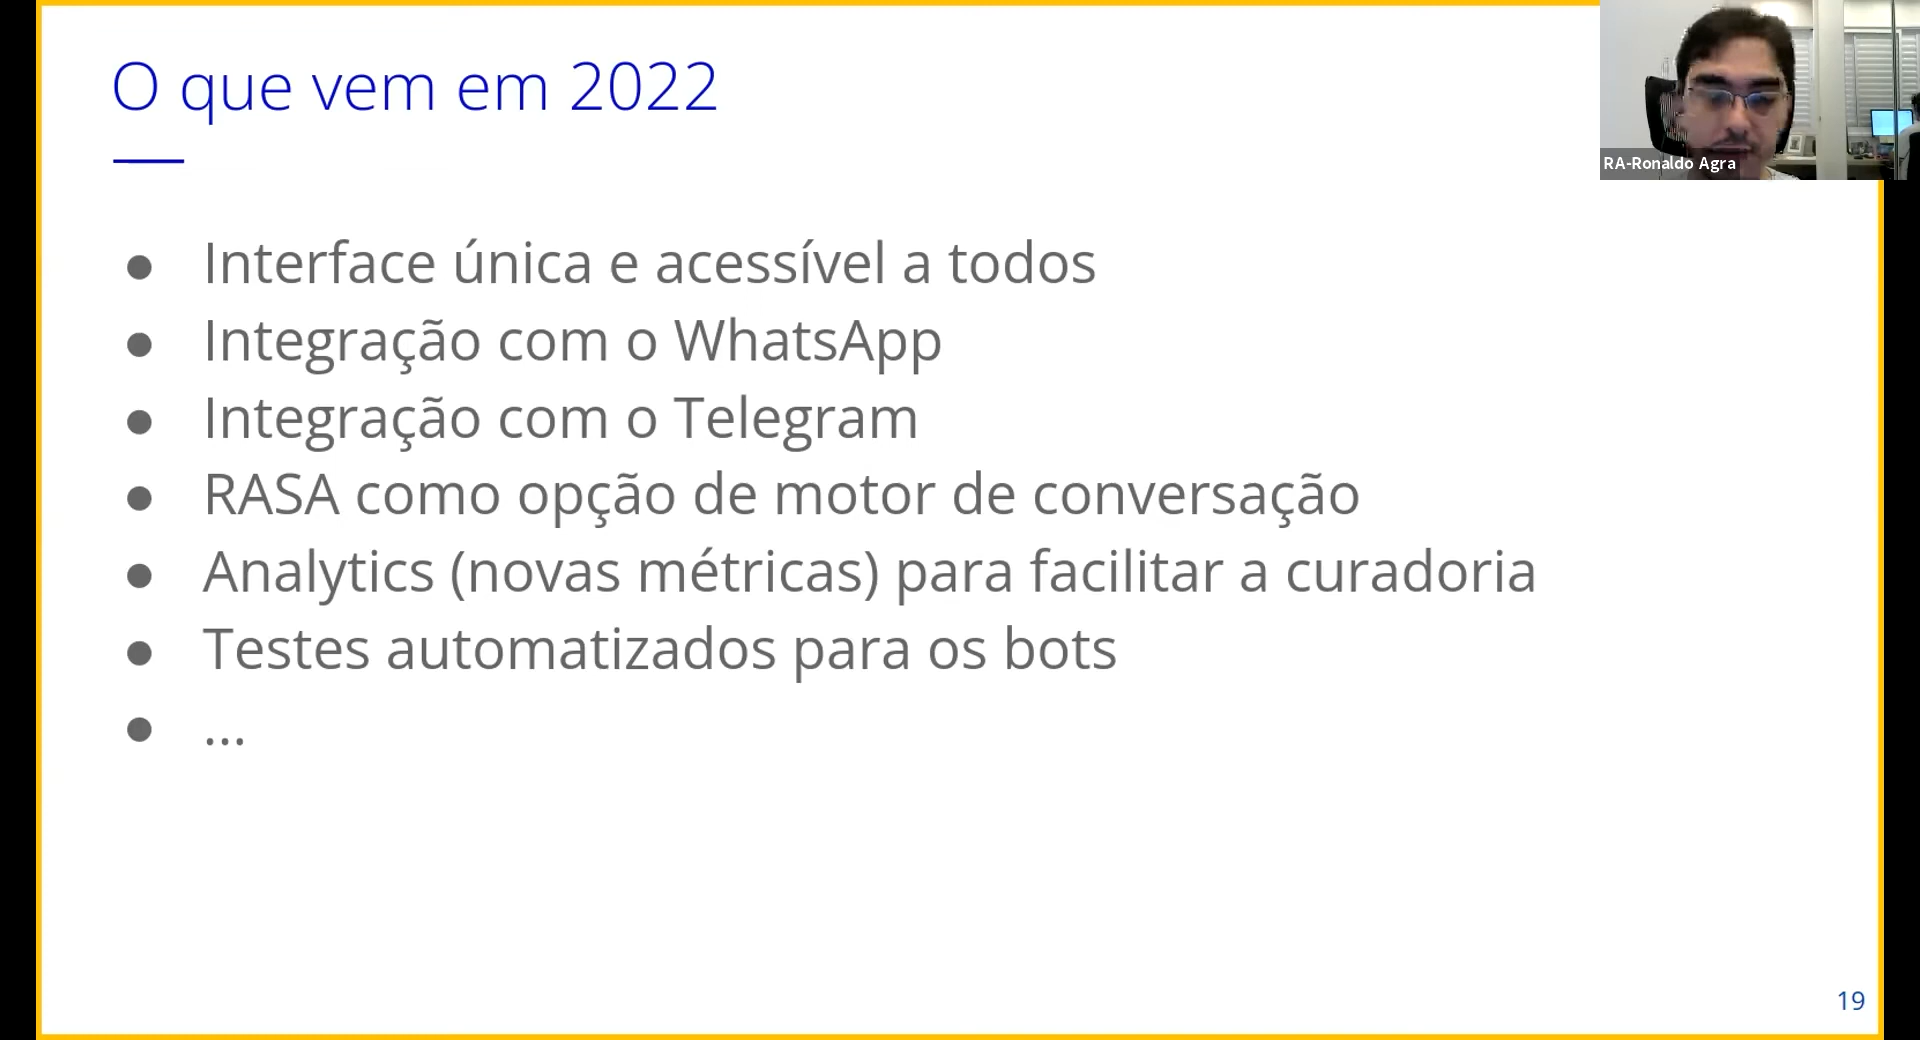 O que vem em 2022
RA-Ronaldo Agra
● Interface única e acessível a todos
● Integração com o WhatsApp
● Integração com o Telegram
● RASA como opção de motor de conversação
● Analytics (novas métricas) para facilitar a curadoria
● Testes automatizados para os bots
● ...
19